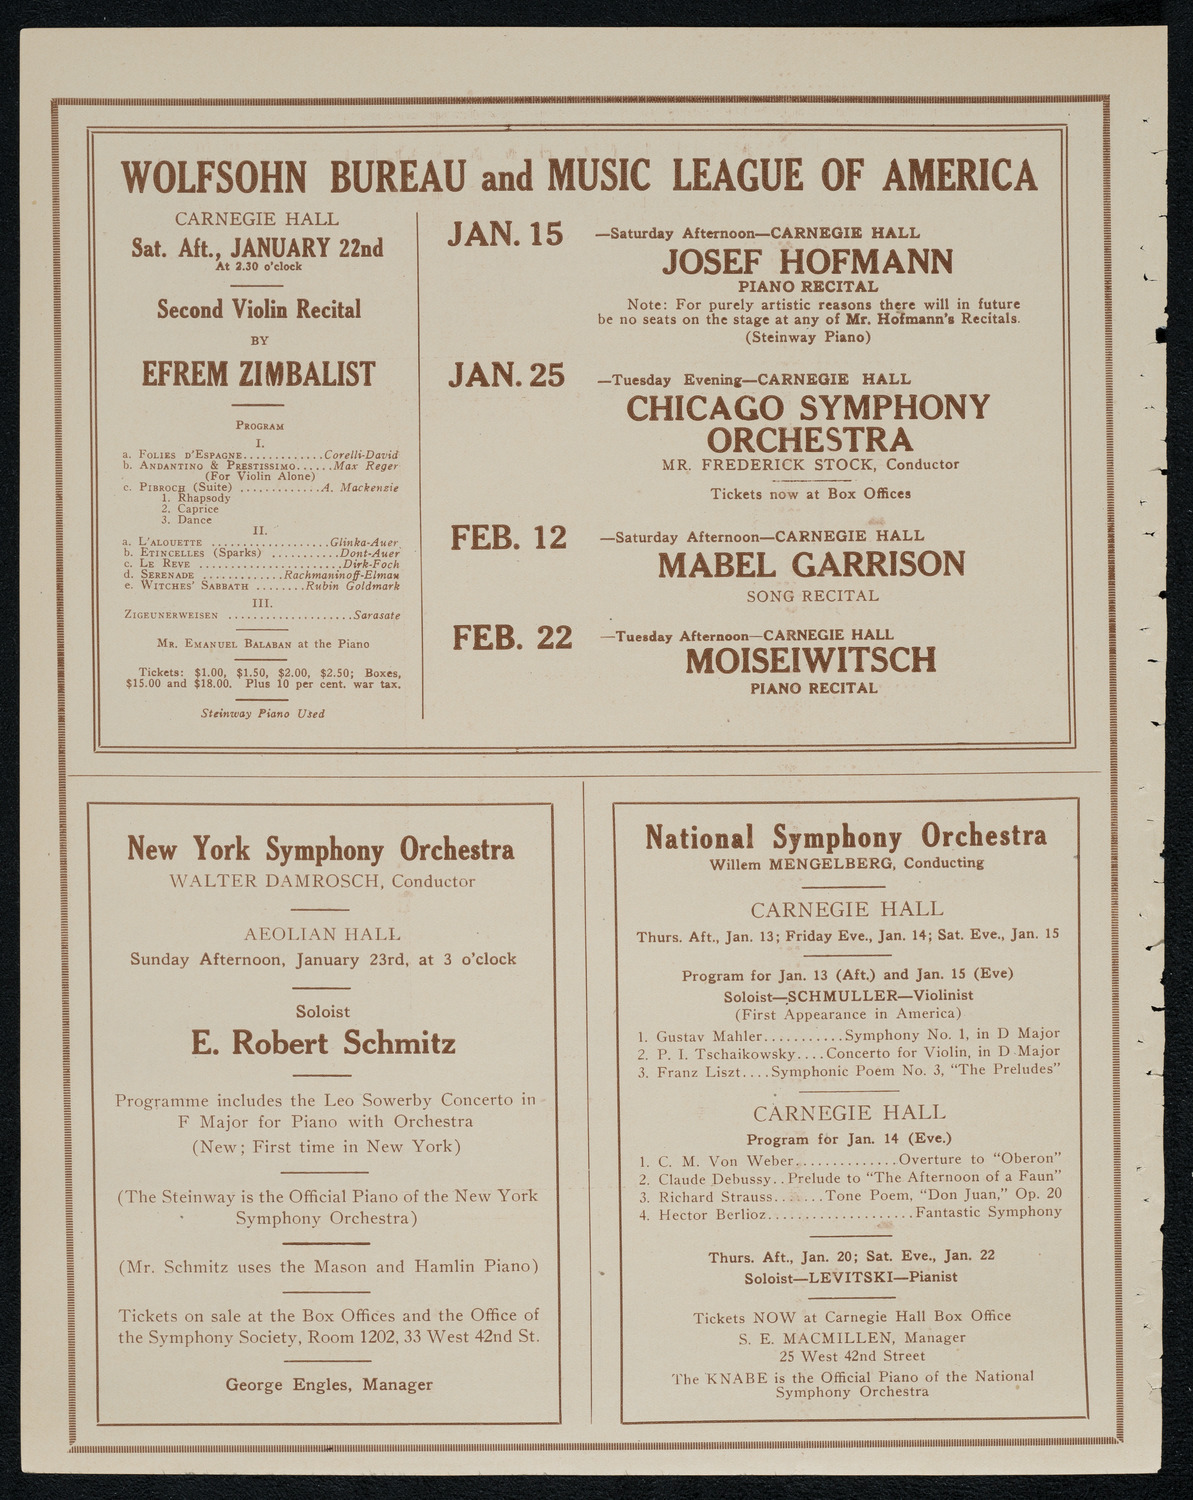 WOLFSOHN BUREAU and MUSIC LEAGUE OF AMERICA
CARNEGIE HALL
Sat. Aft., JANUARY 22nd
At 2.30 o'clock
Second Violin Recital
BY
EFREM ZIMBALIST
PROGRAM
I.
a. FOLIES D'ESPAGNE............Corelli-David
b. ANDANTINO & PRESTISSIMO......Max Reger
(For Violin Alone)
c. PIBROCH (Suite) .............A. Mackenzie
1. Rhapsody
2. Caprice
3. Dance
II.
a. L'ALOUETTE ..................Glinka-Auer
b. ETINCELLES (Sparks) ...........Dont-Auer
c. LE REVE ......................Dirk-Foch
d. SERENADE ............Rachmaninoff-Elman
e. WITCHES' SABBATH ........Rubin Goldmark
III.
ZIGEUNERWEISEN ...................Sarasate
MR. EMANUEL BALABAN at the Piano
Tickets: $1.00, $1.50, $2.00, $2.50; Boxes,
$15.00 and $18.00. Plus 10 per cent. war tax.
Steinway Piano Used
JAN. 15 —Saturday Afternoon—CARNEGIE HALL
JOSEF HOFMANN
PIANO RECITAL
Note: For purely artistic reasons there will in future
be no seats on the stage at any of Mr. Hofmann's Recitals.
(Steinway Piano)
JAN. 25 —Tuesday Evening—CARNEGIE HALL
CHICAGO SYMPHONY
ORCHESTRA
MR. FREDERICK STOCK, Conductor
Tickets now at Box Offices
FEB. 12 —Saturday Afternoon—CARNEGIE HALL
MABEL GARRISON
SONG RECITAL
FEB. 22 —Tuesday Afternoon—CARNEGIE HALL
MOISEIWITSCH
PIANO RECITAL
New York Symphony Orchestra
WALTER DAMROSCH, Conductor
AEOLIAN HALL
Sunday Afternoon, January 23rd, at 3 o'clock
Soloist
E. Robert Schmitz
Programme includes the Leo Sowerby Concerto in
F Major for Piano with Orchestra
(New; First time in New York)
(The Steinway is the Official Piano of the New York
Symphony Orchestra)
(Mr. Schmitz uses the Mason and Hamlin Piano)
Tickets on sale at the Box Offices and the Office of
the Symphony Society, Room 1202, 33 West 42nd St.
George Engles, Manager
National Symphony Orchestra
Willem MENGELBERG, Conducting
CARNEGIE HALL
Thurs. Aft., Jan. 13; Friday Eve., Jan. 14; Sat. Eve., Jan. 15
Program for Jan. 13 (Aft.) and Jan. 15 (Eve)
Soloist—SCHMULLER—Violinist
(First Appearance in America)
1. Gustav Mahler...........Symphony No. 1, in D Major
2. P. I. Tschaikowsky....Concerto for Violin, in D Major
3. Franz Liszt....Symphonic Poem No. 3, "The Preludes"
CARNEGIE HALL
Program for Jan. 14 (Eve.)
1. C. M. Von Weber.............Overture to "Oberon"
2. Claude Debussy..Prelude to "The Afternoon of a Faun"
3. Richard Strauss.......Tone Poem, "Don Juan," Op. 20
4. Hector Berlioz...................Fantastic Symphony
Thurs. Aft., Jan. 20; Sat. Eve., Jan. 22
Soloist—LEVITSKI—Pianist
Tickets NOW at Carnegie Hall Box Office
S. E. MACMILLEN, Manager
25 West 42nd Street
The KNABE is the Official Piano of the National
Symphony Orchestra